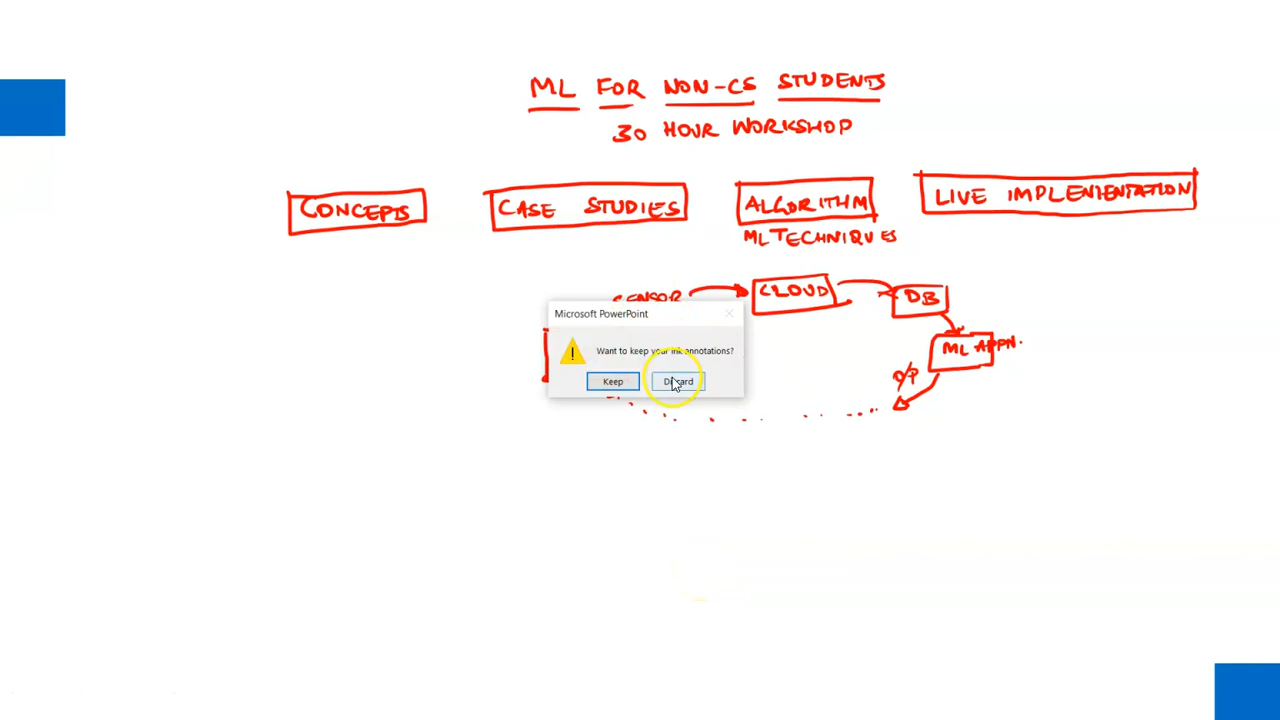 ML FOR NON-CS STUDENTS
30 HOUR WORKSHOP
CONCEPTS CASE STUDIES ALGORITHM LIVE IMPLEMENTATION
ML TECHNIQUES
SENSOR CLOUD DB
Microsoft PowerPoint
Want to keep your ink annotations?
ML APPN.
Keep Discard
O/P